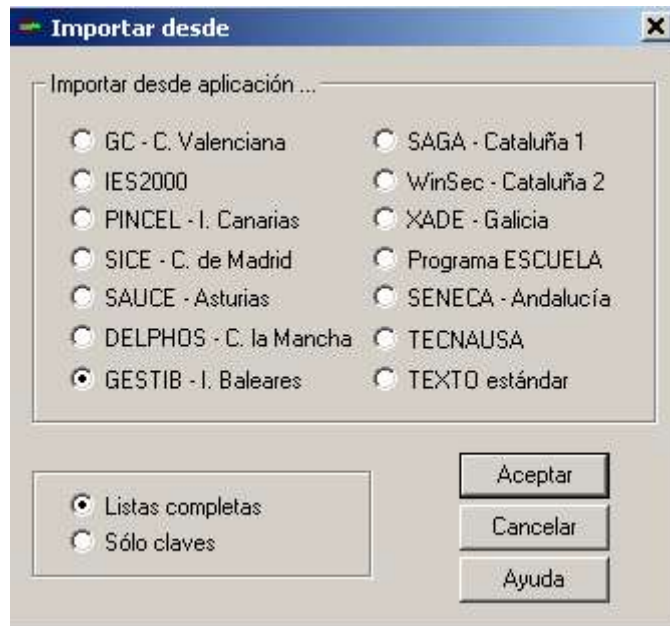 Importar desde
Importar desde aplicación ...
GC - C. Valenciana
IES2000
PINCEL - I. Canarias
SICE - C. de Madrid
SAUCE - Asturias
DELPHOS - C. la Mancha
GESTIB - I. Baleares
SAGA - Cataluña 1
WinSec - Cataluña 2
XADE - Galicia
Programa ESCUELA
SENECA - Andalucía
TECNAUSA
TEXTO estándar
Listas completas
Sólo claves
Aceptar
Cancelar
Ayuda